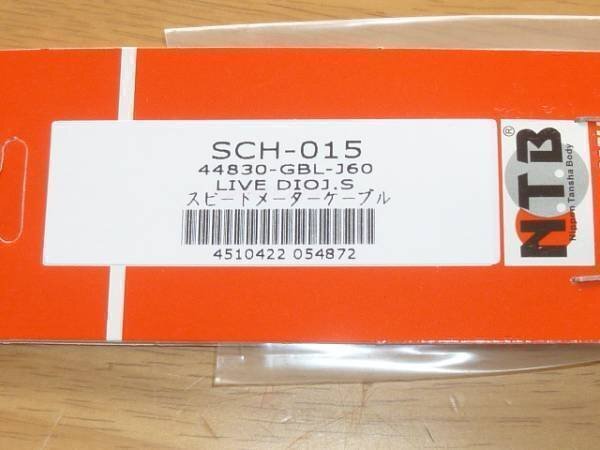 SCH-015
44830-GBL-J60
LIVE DIOJ.S
スピードメーターケーブル
4510422 054872
N.T.B
®
Nippon Tansha Body